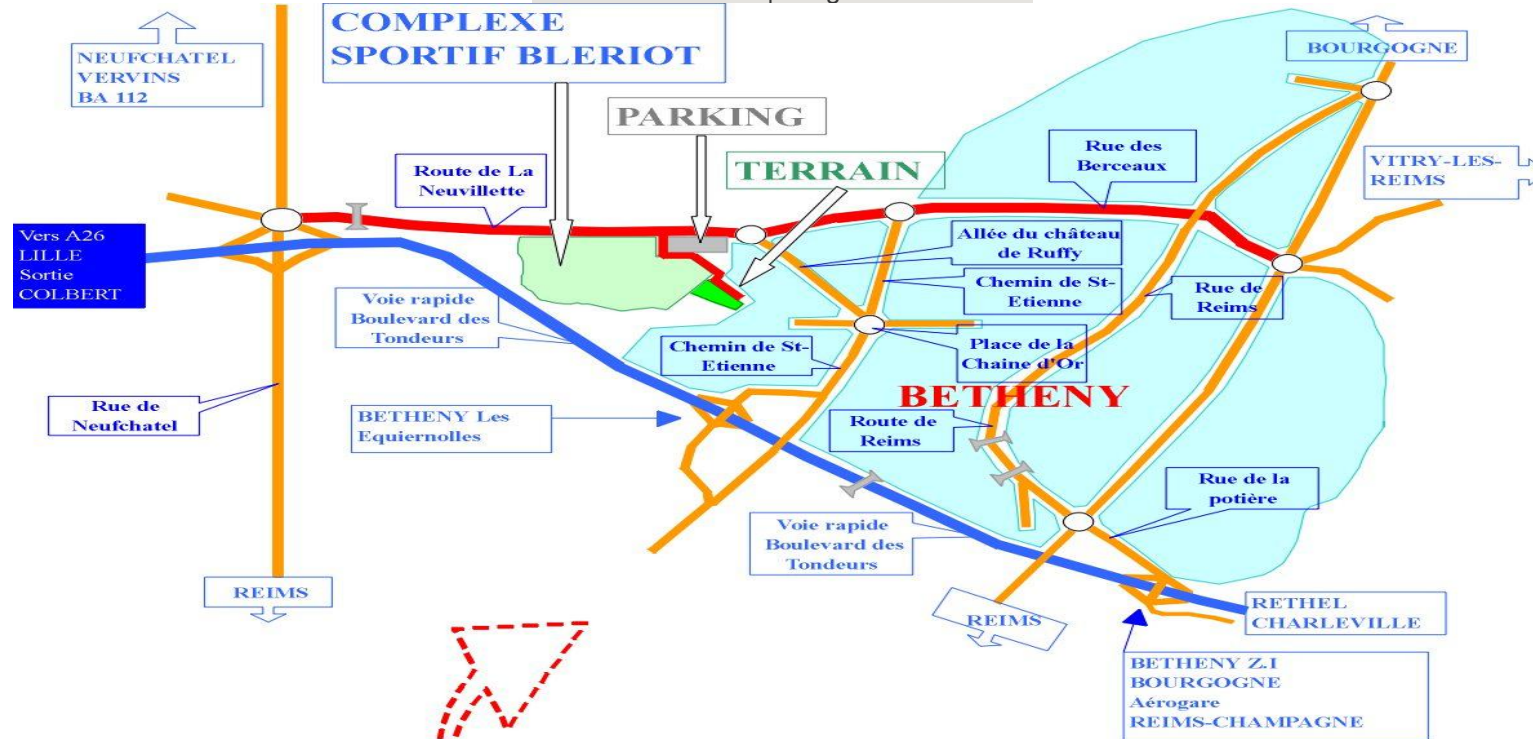 COMPLEXE
SPORTIF BLERIOT
NEUFCHATEL
VERVINS
BA 112
BOURGOGNE
PARKING
TERRAIN
Route de La
Neuvillette
Rue des
Berceaux
VITRY-LES-
REIMS
Vers A26
LILLE
Sortie
COLBERT
Allée du château
de Ruffy
Chemin de St-
Etienne
Rue de
Reims
Voie rapide
Boulevard des
Tondeurs
Chemin de St-
Etienne
Place de la
Chaine d'Or
BETHENY
Rue de
Neufchatel
BETHENY Les
Equiernolles
Route de
Reims
Rue de la
potière
Voie rapide
Boulevard des
Tondeurs
REIMS
REIMS
RETHEL
CHARLEVILLE
BETHENY Z.I
BOURGOGNE
Aérogare
REIMS-CHAMPAGNE